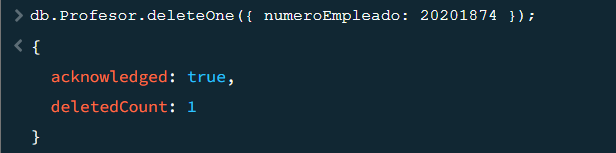 > db.Profesor.deleteOne({ numeroEmpleado: 20201874 });
< {
acknowledged: true,
deletedCount: 1
}